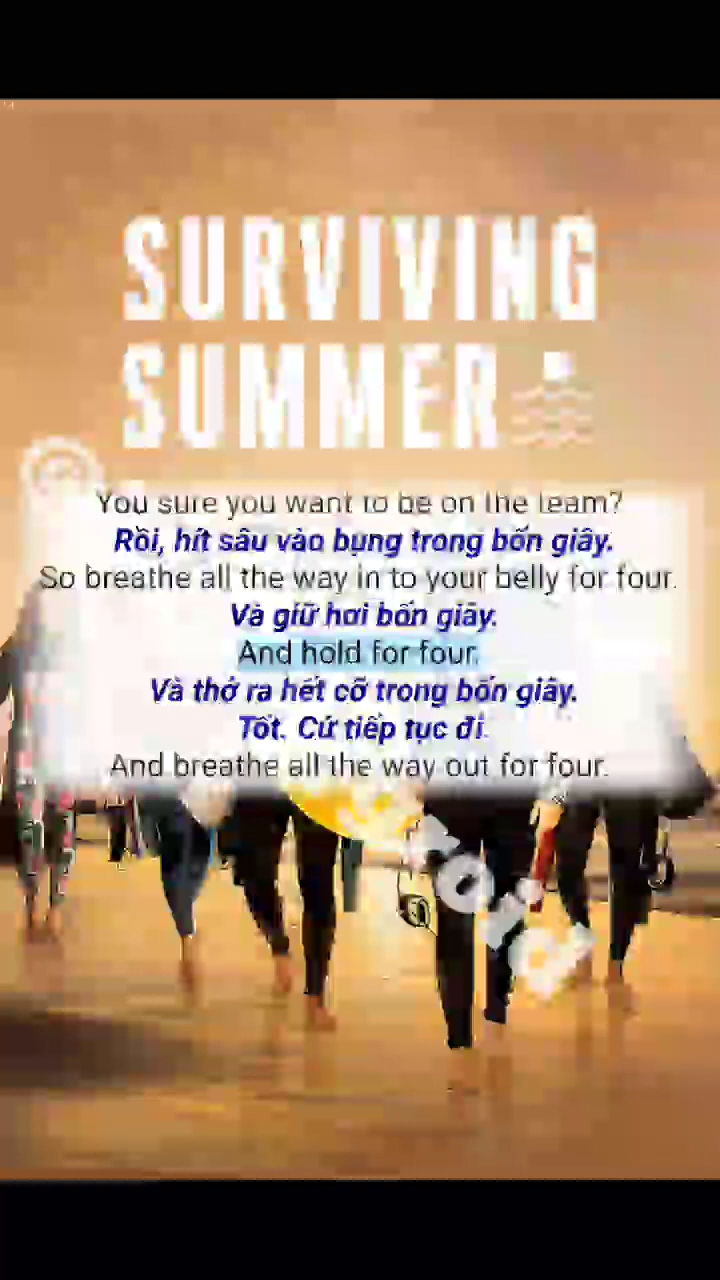 SURVIVING
SUMMER
You sure you want to be on the team?
Rồi, hít sâu vào bụng trong bốn giây.
So breathe all the way in to your belly for four.
Và giữ hơi bốn giây.
And hold for four.
Và thở ra hết cỡ trong bốn giây.
Tốt. Cứ tiếp tục đi.
And breathe all the way out for four.